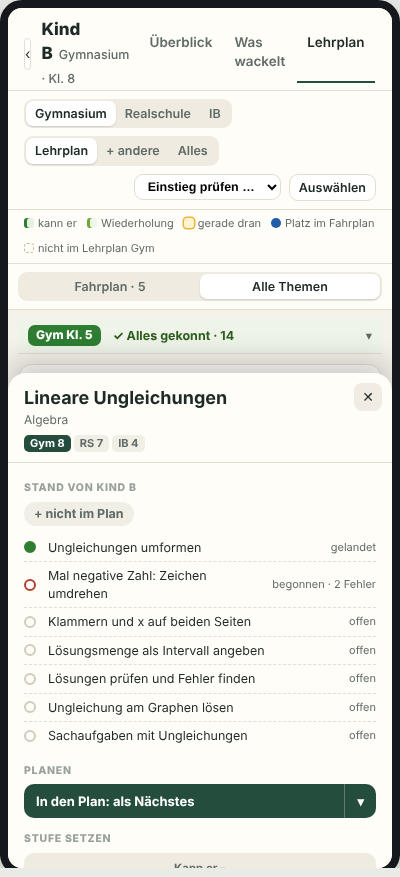 ‹
Kind
B Gymnasium
· Kl. 8
Überblick
Was
wackelt
Lehrplan
Gymnasium Realschule IB
Lehrplan + andere Alles
Einstieg prüfen ... Auswählen
kann er Wiederholung gerade dran Platz im Fahrplan
nicht im Lehrplan Gym
Fahrplan · 5 Alle Themen
Gym Kl. 5 ✓ Alles gekonnt · 14 ▾
Lineare Ungleichungen ✕
Algebra
Gym 8 RS 7 IB 4
STAND VON KIND B
+ nicht im Plan
Ungleichungen umformen gelandet
Mal negative Zahl: Zeichen
umdrehen begonnen · 2 Fehler
Klammern und x auf beiden Seiten offen
Lösungsmenge als Intervall angeben offen
Lösungen prüfen und Fehler finden offen
Ungleichung am Graphen lösen offen
Sachaufgaben mit Ungleichungen offen
PLANEN
In den Plan: als Nächstes ▾
STUFE SETZEN
Kann er